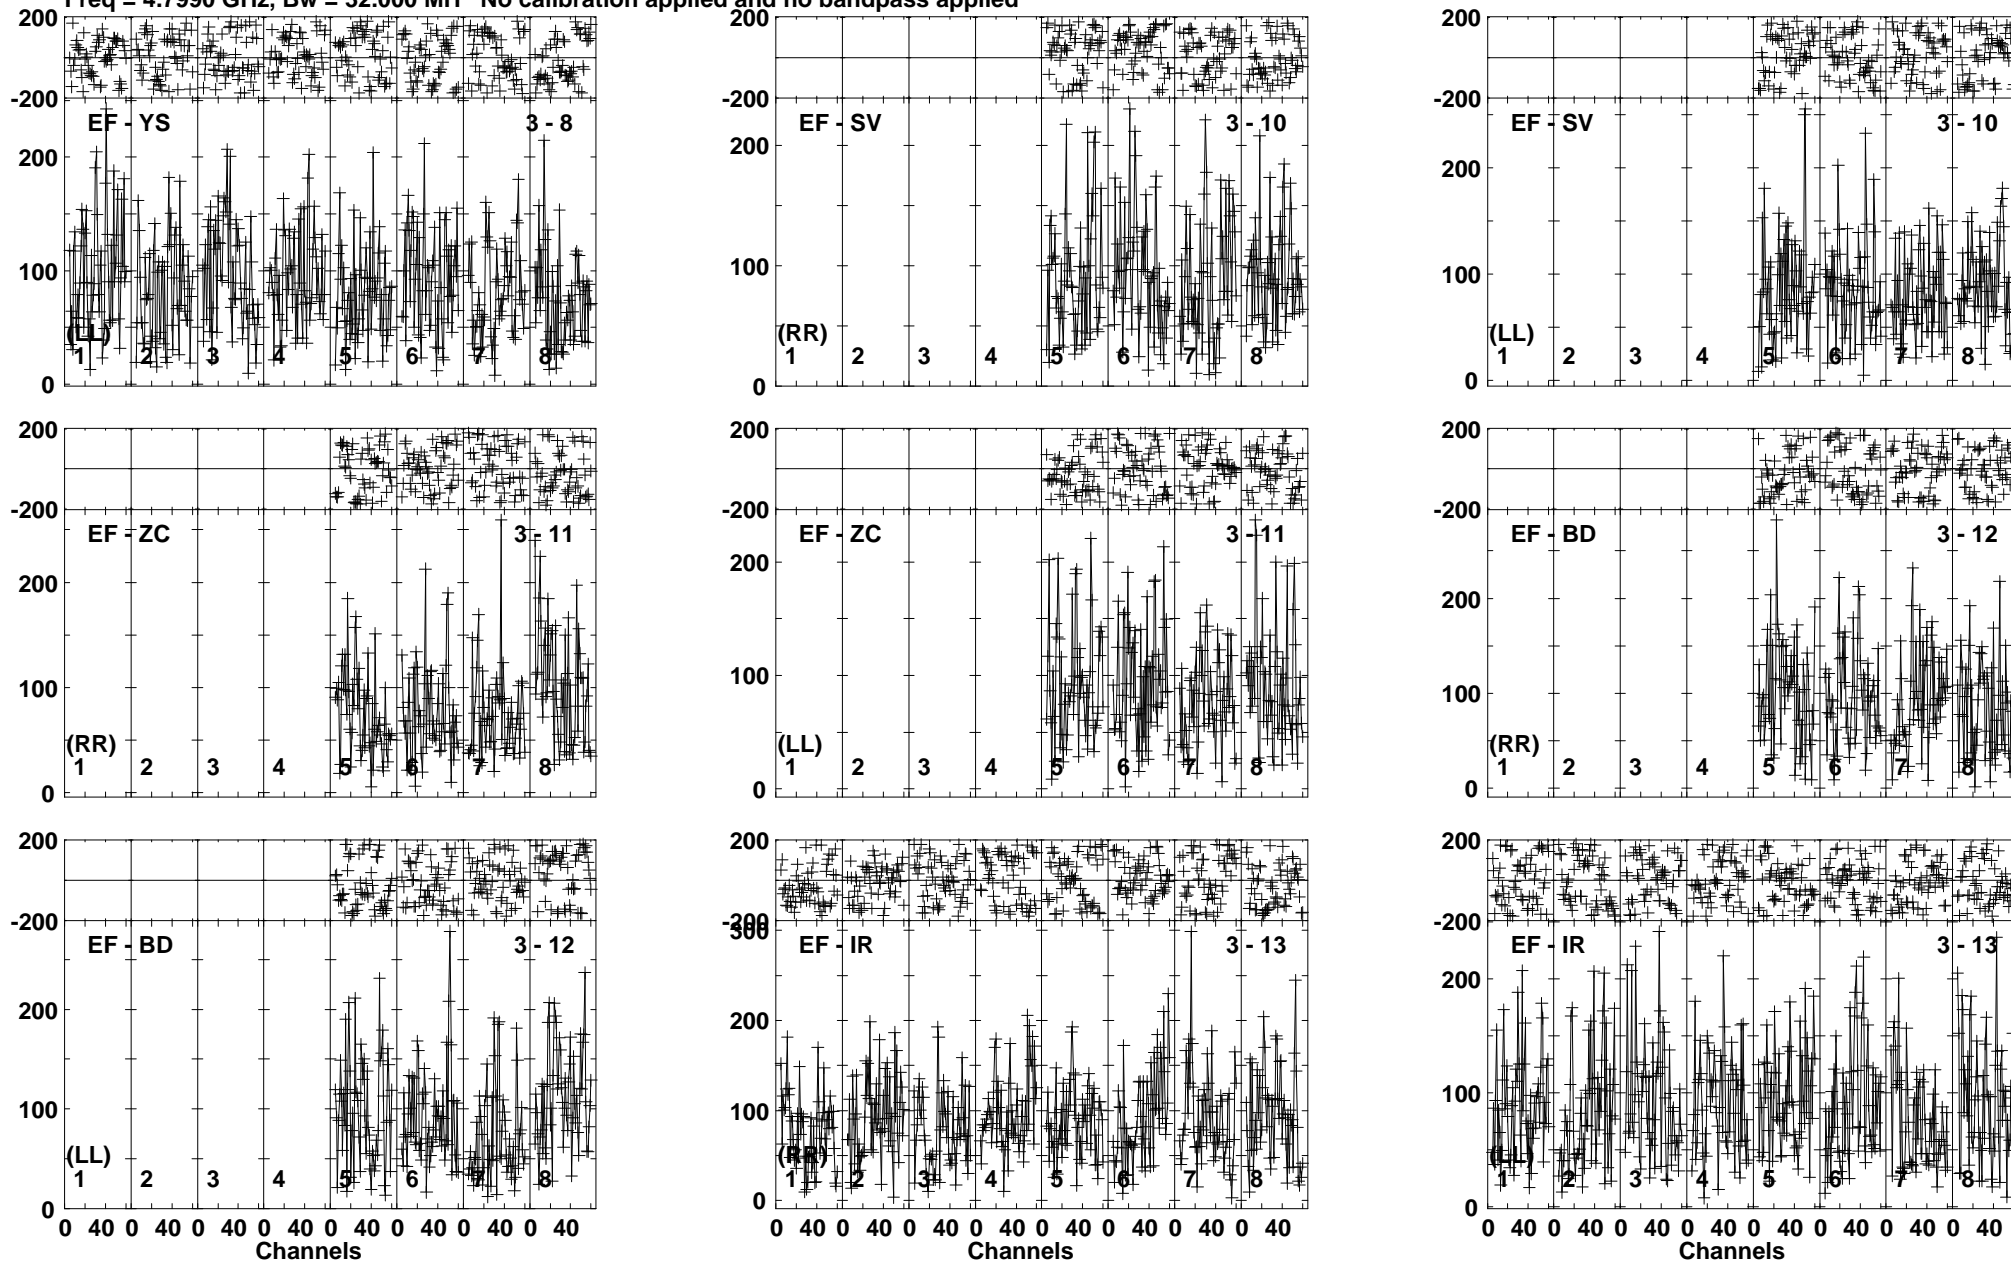 Freq = 4.7990 GHz, Bw = 32.000 MH No calibration applied and no bandpass applied
200 200 200
-200 -200 -200
EF - YS 3 - 8 EF - SV 3 - 10 EF - SV 3 - 10
200 200 200
100 100 100
(LL) (RR) (LL)
1 2 3 4 5 6 7 8 1 2 3 4 5 6 7 8 1 2 3 4 5 6 7 8
0 0 0
200 200 200
-200 -200 -200
EF - ZC 3 - 11 EF - ZC 3 - 11 EF - BD 3 - 12
200 200 200
100 100 100
(RR) (LL) (RR)
1 2 3 4 5 6 7 8 1 2 3 4 5 6 7 8 1 2 3 4 5 6 7 8
0 0 0
200 200 200
-200 -200 -200
300
EF - BD 3 - 12 EF - IR 3 - 13 EF - IR 3 - 13
200 200 200
100 100 100
(LL) (RR) (LL)
1 2 3 4 5 6 7 8 1 2 3 4 5 6 7 8 1 2 3 4 5 6 7 8
0 0 0
0 40 0 40 0 40 0 40 0 40 0 40 0 40 0 40 0 40 0 40 0 40 0 40 0 40 0 40 0 40 0 40 0 40 0 40 0 40 0 40 0 40 0 40 0 40 0 40
Channels Channels